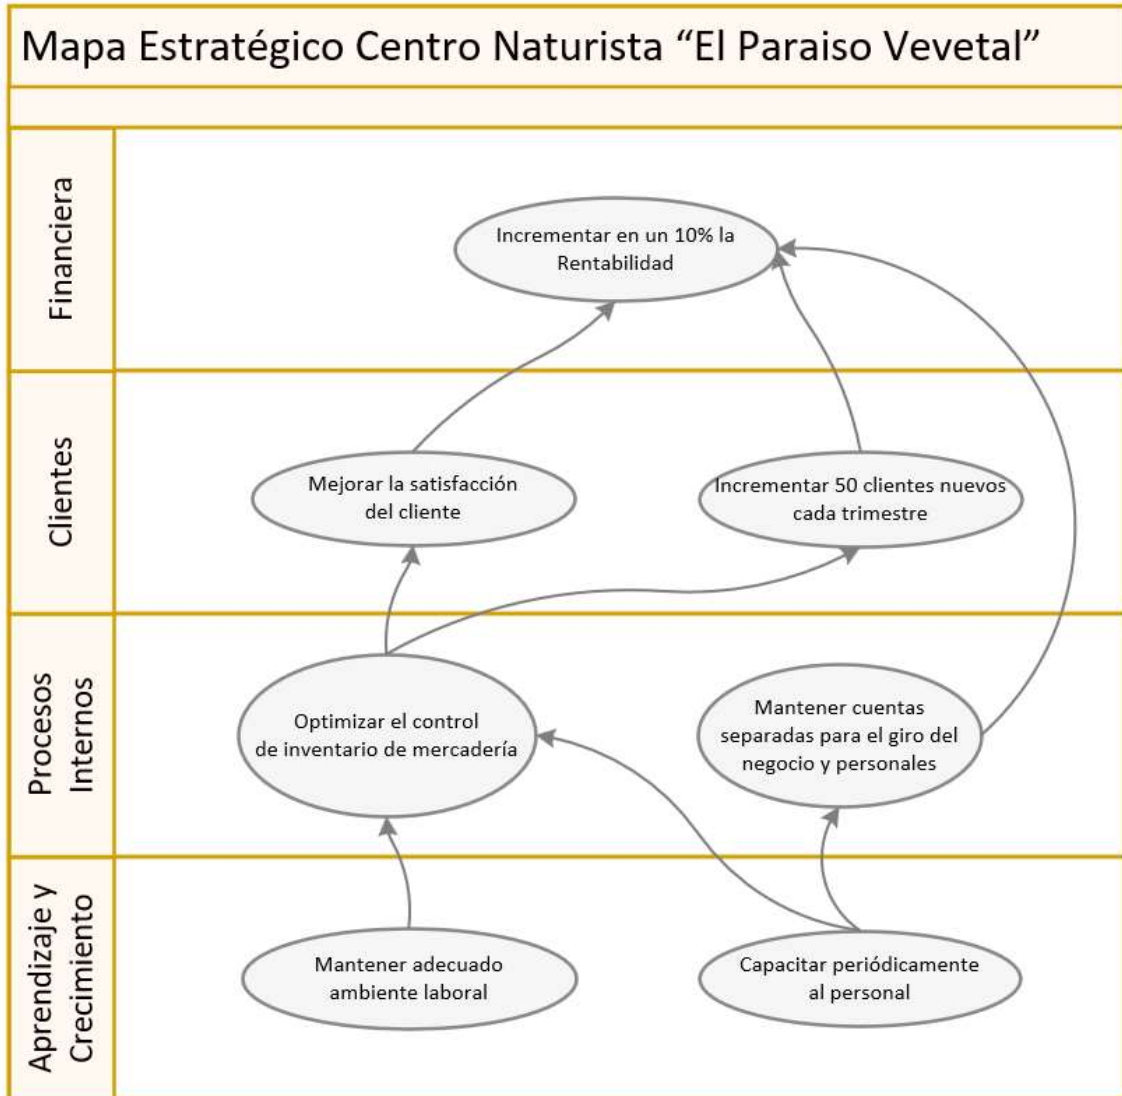 Mapa Estratégico Centro Naturista “El Paraiso Vevetal”
Financiera
Incrementar en un 10% la
Rentabilidad
Clientes
Mejorar la satisfacción
del cliente
Incrementar 50 clientes nuevos
cada trimestre
Procesos
Internos
Optimizar el control
de inventario de mercadería
Mantener cuentas
separadas para el giro del
negocio y personales
Aprendizaje y
Crecimiento
Mantener adecuado
ambiente laboral
Capacitar periódicamente
al personal